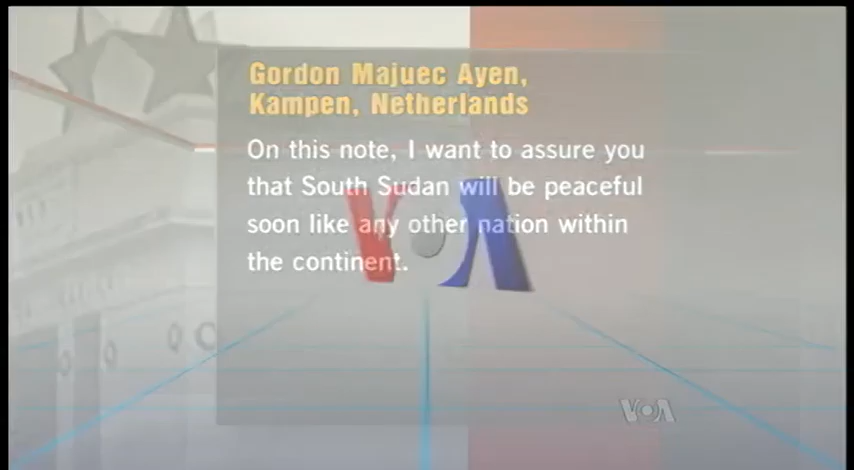 Gordon Majuec Ayen,
Kampen, Netherlands
On this note, I want to assure you
that South Sudan will be peaceful
soon like any other nation within
the continent.
VOA
VOA